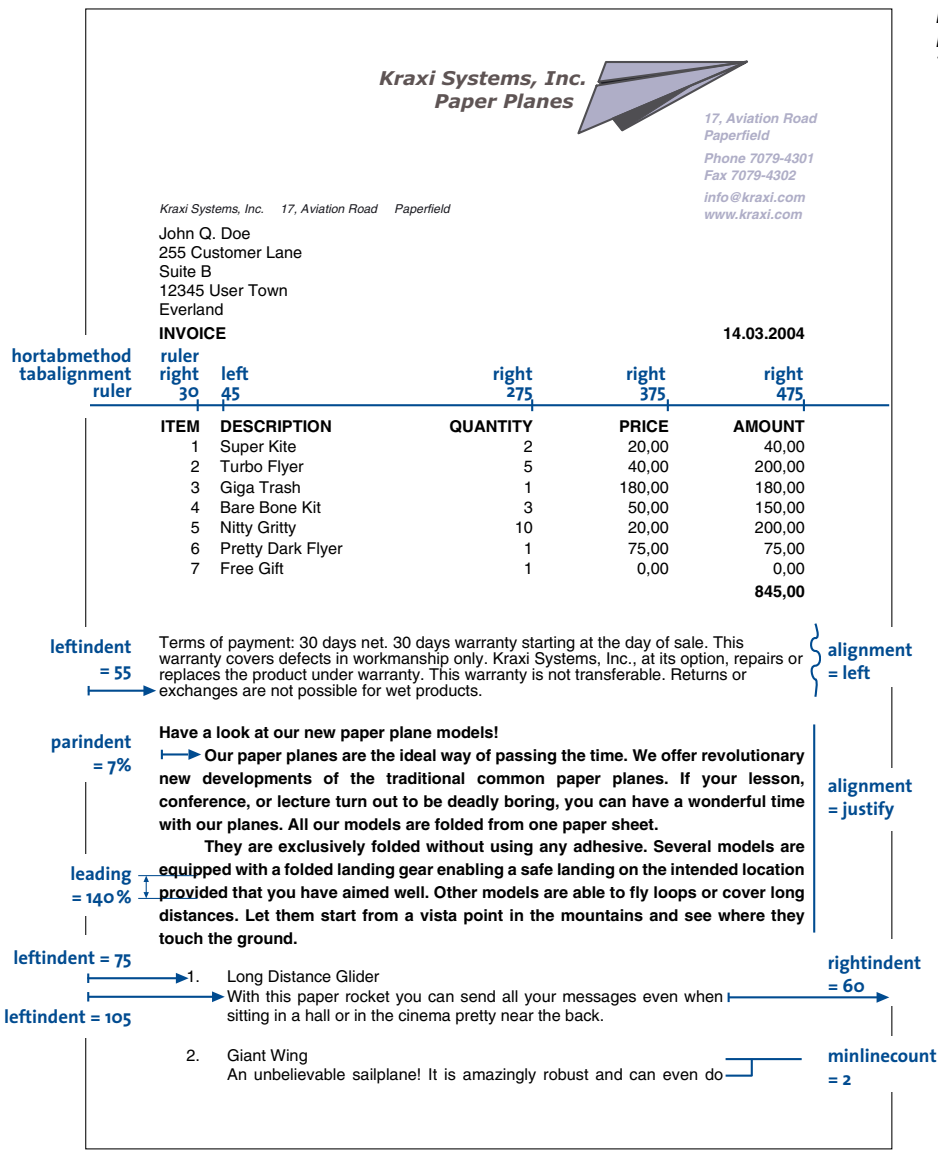 Kraxi Systems, Inc.
Paper Planes
17, Aviation Road
Paperfield
Phone 7079-4301
Fax 7079-4302
info@kraxi.com
www.kraxi.com
Kraxi Systems, Inc. 17, Aviation Road Paperfield
John Q. Doe
255 Customer Lane
Suite B
12345 User Town
Everland
INVOICE 14.03.2004
hortabmethod ruler
tabalignment right left right right right
ruler 30 45 275 375 475
ITEM DESCRIPTION QUANTITY PRICE AMOUNT
1 Super Kite 2 20,00 40,00
2 Turbo Flyer 5 40,00 200,00
3 Giga Trash 1 180,00 180,00
4 Bare Bone Kit 3 50,00 150,00
5 Nitty Gritty 10 20,00 200,00
6 Pretty Dark Flyer 1 75,00 75,00
7 Free Gift 1 0,00 0,00
845,00
leftindent
= 55
Terms of payment: 30 days net. 30 days warranty starting at the day of sale. This
warranty covers defects in workmanship only. Kraxi Systems, Inc., at its option, repairs or
replaces the product under warranty. This warranty is not transferable. Returns or
exchanges are not possible for wet products.
alignment
= left
Have a look at our new paper plane models!
parindent
= 7%
Our paper planes are the ideal way of passing the time. We offer revolutionary
new developments of the traditional common paper planes. If your lesson,
conference, or lecture turn out to be deadly boring, you can have a wonderful time
with our planes. All our models are folded from one paper sheet.
alignment
= justify
They are exclusively folded without using any adhesive. Several models are
equipped with a folded landing gear enabling a safe landing on the intended location
provided that you have aimed well. Other models are able to fly loops or cover long
distances. Let them start from a vista point in the mountains and see where they
touch the ground.
leading
= 140%
leftindent = 75
1. Long Distance Glider
With this paper rocket you can send all your messages even when
sitting in a hall or in the cinema pretty near the back.
leftindent = 105
rightindent
= 60
2. Giant Wing
An unbelievable sailplane! It is amazingly robust and can even do
minlinecount
= 2